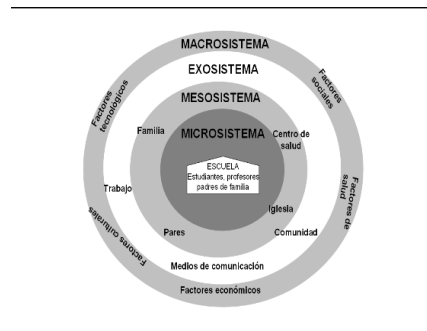 MACROSISTEMA
EXOSISTEMA
MESOSISTEMA
MICROSISTEMA
Factores
tecnológicos
Factores
sociales
Familia
Centro de
salud
ESCUELA
Estudiantes, profesores
padres de familia
Trabajo
Iglesia
Factores de
salud
Pares
Comunidad
Factores culturales
Medios de comunicación
Factores económicos